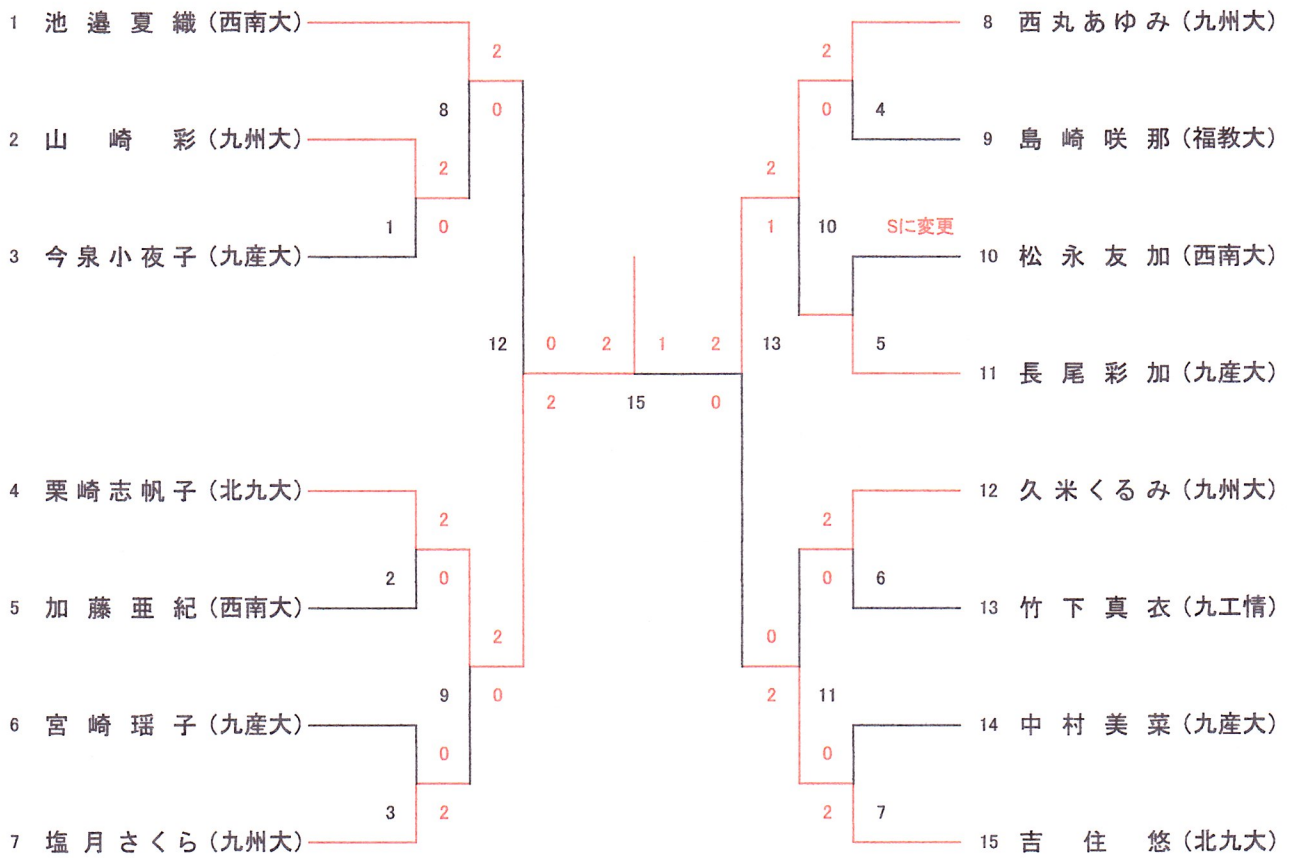 1 池邉夏織(西南大)
2
8
0
2 山崎彩(九州大)
2
1
0
3 今泉小夜子(九産大)
12
0
2
2
15
4 栗崎志帆子(北九大)
2
2
0
5 加藤亜紀(西南大)
2
9
0
6 宮崎瑶子(九産大)
0
3
2
7 塩月さくら(九州大)
8 西丸あゆみ(九州大)
2
4
0
9 島崎咲那(福教大)
2
10
1
Sに変更
10 松永友加(西南大)
1
2
13
0
5
11 長尾彩加(九産大)
12 久米くるみ(九州大)
2
6
0
13 竹下真衣(九工情)
0
11
2
14 中村美菜(九産大)
0
7
2
15 吉住悠(北九大)